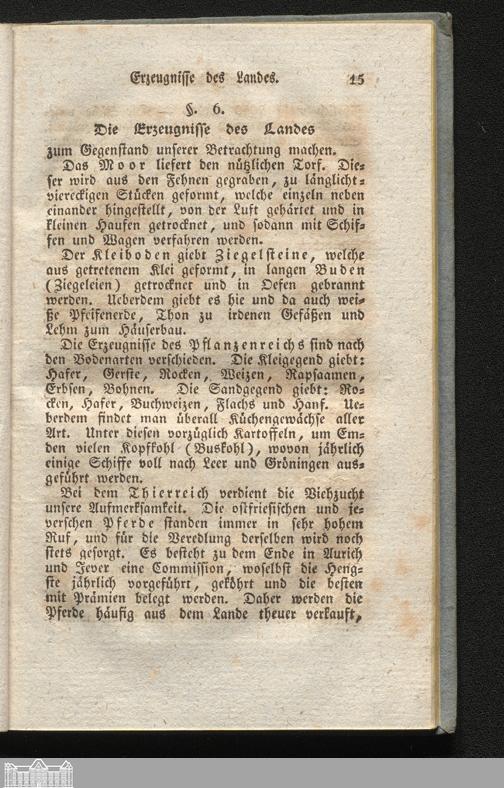 Erzeugnisse des Landes. 15
§. 6.
Die Erzeugnisse des Landes
zum Gegenstand unserer Betrachtung machen.
Das Moor liefert den nützlichen Torf. Die=
ser wird aus den Fehnen gegraben, zu länglicht=
viereckigen Stücken geformt, welche einzeln neben
einander hingestellt, von der Luft gehärtet und in
kleinen Haufen getrocknet, und sodann mit Schif=
fen und Wagen verfahren werden.
Der Kleiboden giebt Ziegelsteine, welche
aus getretenem Klei geformt, in langen Buden
(Ziegeleien) getrocknet und in Oefen gebrannt
werden. Ueberdem giebt es hie und da auch wei=
ße Pfeifenerde, Thon zu irdenen Gefäßen und
Lehm zum Häuserbau.
Die Erzeugnisse des Pflanzenreichs sind nach
den Bodenarten verschieden. Die Kleigegend giebt:
Hafer, Gerste, Rocken, Weizen, Rapsaamen,
Erbsen, Bohnen. Die Sandgegend giebt: Ro=
cken, Hafer, Buchweizen, Flachs und Hanf. Ue=
berdem findet man überall Küchengewächse aller
Art. Unter diesen vorzüglich Kartoffeln, um Em=
den vielen Kopfkohl (Buskohl), wovon jährlich
einige Schiffe voll nach Leer und Gröningen aus=
geführt werden.
Bei dem Thierreich verdient die Viehzucht
unsere Aufmerksamkeit. Die ostfriesischen und je=
verschen Pferde standen immer in sehr hohem
Ruf, und für die Veredlung derselben wird noch
stets gesorgt. Es besteht zu dem Ende in Aurich
und Jever eine Commission, woselbst die Heng=
ste jährlich vorgeführt, geköhrt und die besten
mit Prämien belegt werden. Daher werden die
Pferde häufig aus dem Lande theuer verkauft,